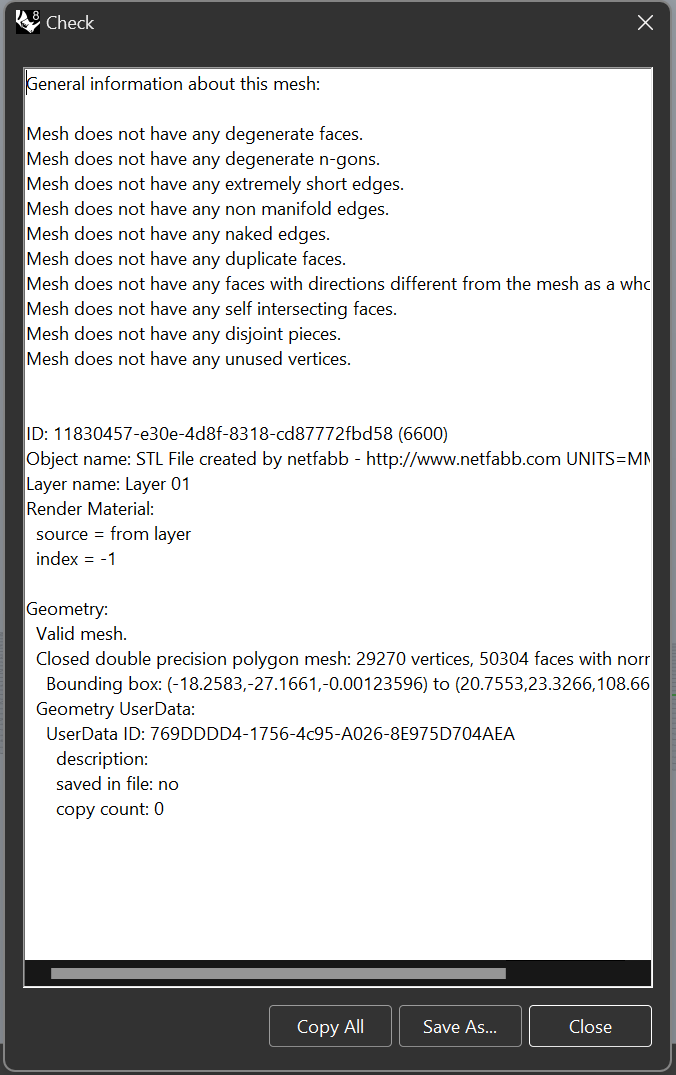 8
Check
General information about this mesh:
Mesh does not have any degenerate faces.
Mesh does not have any degenerate n-gons.
Mesh does not have any extremely short edges.
Mesh does not have any non manifold edges.
Mesh does not have any naked edges.
Mesh does not have any duplicate faces.
Mesh does not have any faces with directions different from the mesh as a
Mesh does not have any self intersecting faces.
Mesh does not have any disjoint pieces.
Mesh does not have any unused vertices.
ID: 11830457-e30e-4d8f-8318-cd87772fbd58 (6600)
Object name: STL File created by netfabb - http://www.netfabb.com
Layer name: Layer 01
Render Material:
source = from layer
index = -1
Geometry:
Valid mesh.
Closed double precision polygon mesh: 29270 vertices, 50304 faces with
Bounding box: (-18.2583,-27.1661,-0.00123596) to (20.7553,23.3266,108.66
Geometry UserData:
UserData ID: 769DDDD4-1756-4c95-A026-8E975D704AEA
description:
saved in file: no
copy count: 0
Copy All
Save As...
Close